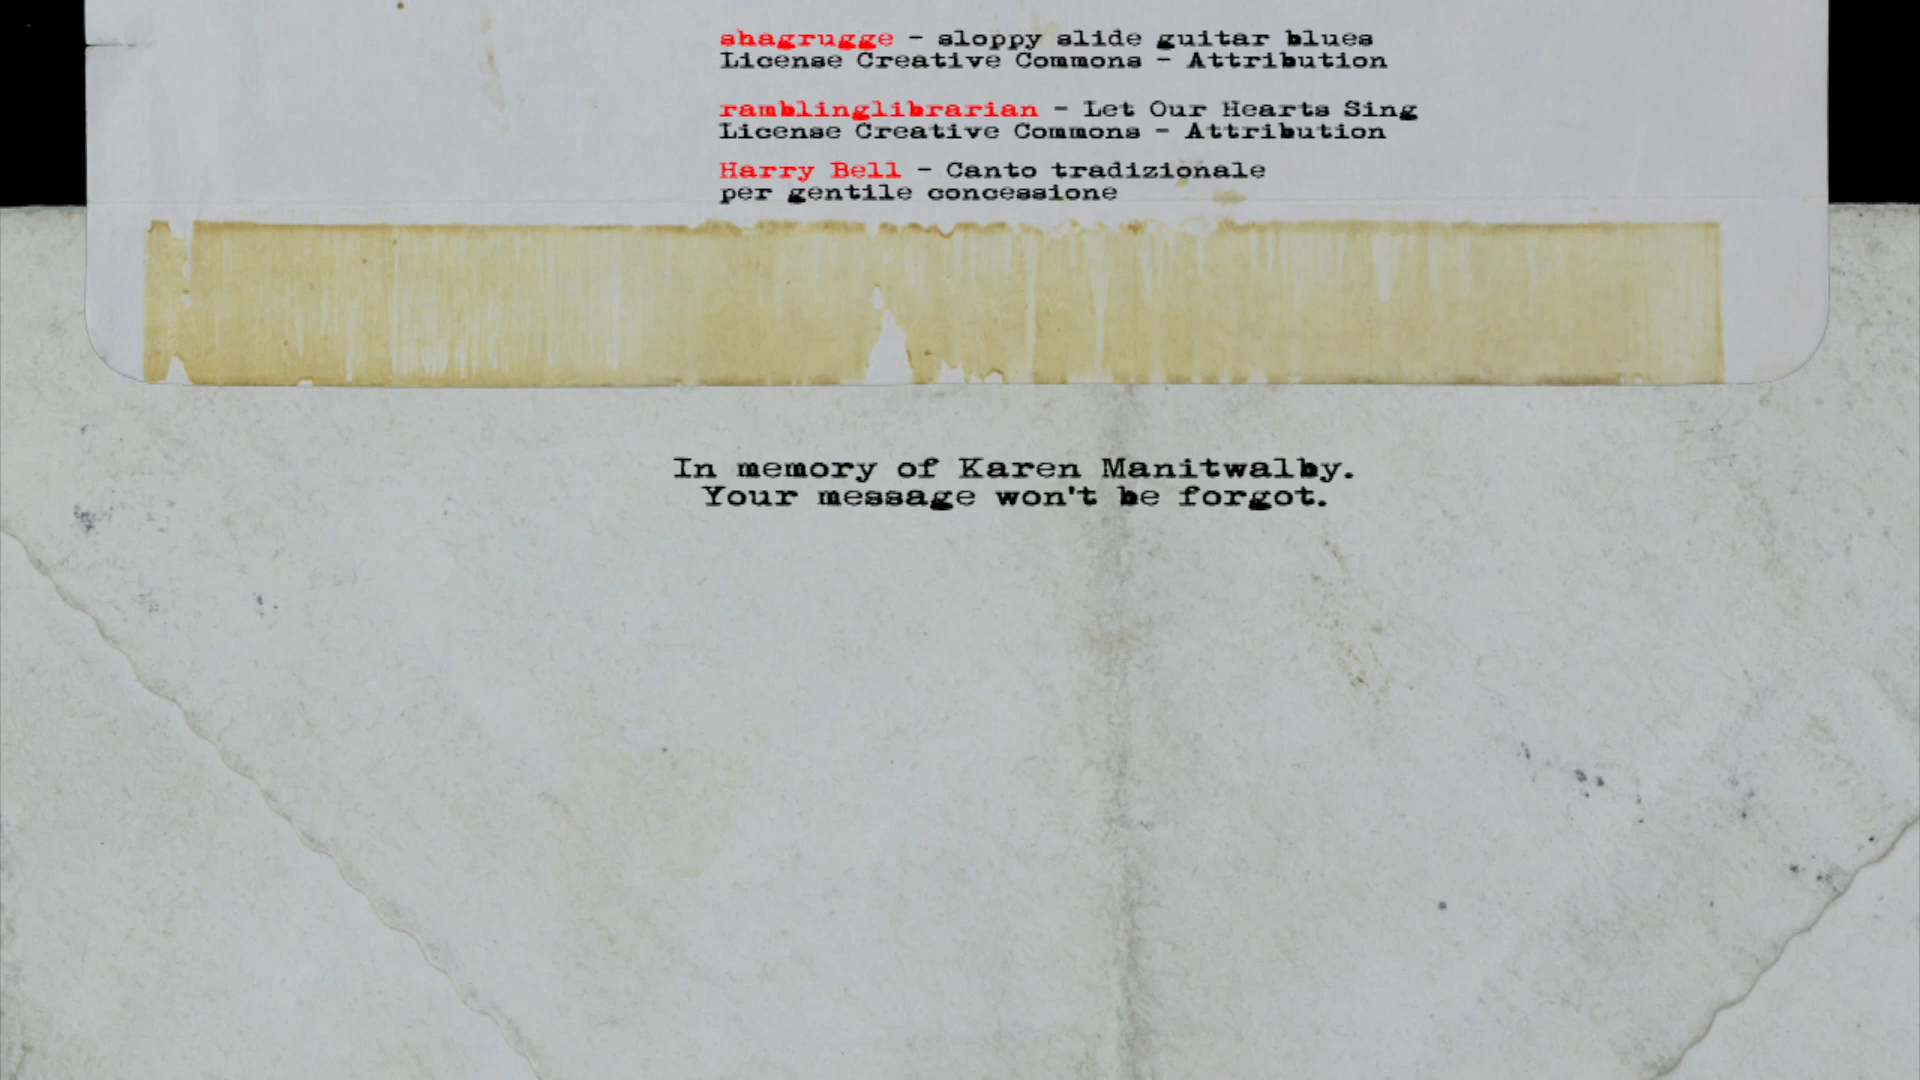 shagrugge - sloppy slide guitar blues
License Creative Commons - Attribution
ramblinglibrarian - Let Our Hearts Sing
License Creative Commons - Attribution
Harry Bell - Canto tradizionale
per gentile concessione
In memory of Karen Manitwalby.
Your message won't be forgot.